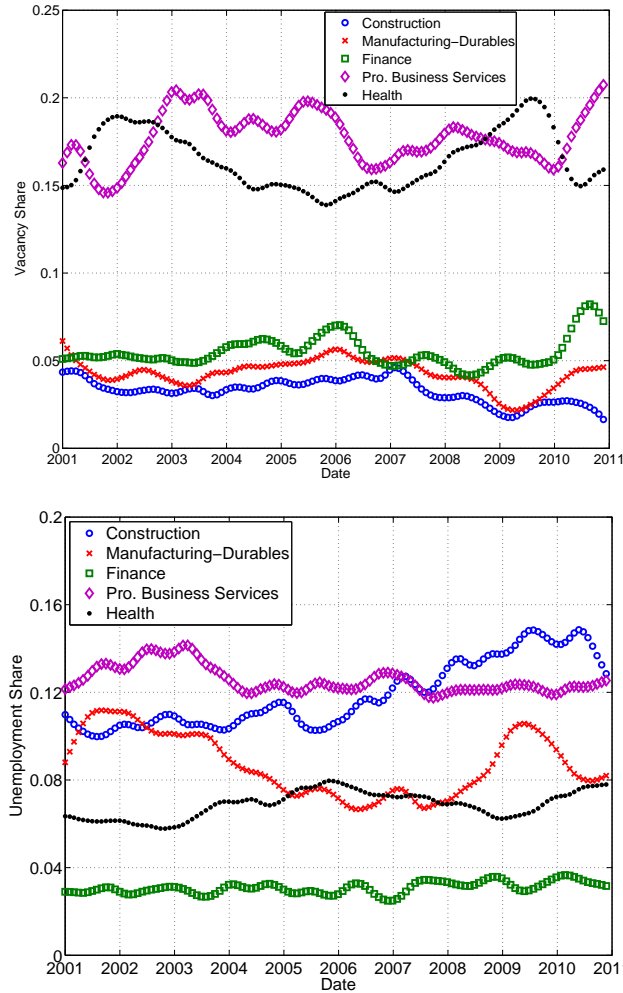 0.25
Construction
Manufacturing−Durables
Finance
Pro. Business Services
Health
0.2
0.15
0.1
0.05
0
Vacancy Share
2001 2002 2003 2004 2005 2006 2007 2008 2009 2010 2011
Date
0.2
Construction
Manufacturing−Durables
Finance
Pro. Business Services
Health
0.16
0.12
0.08
0.04
0
Unemployment Share
2001 2002 2003 2004 2005 2006 2007 2008 2009 2010 201
Date